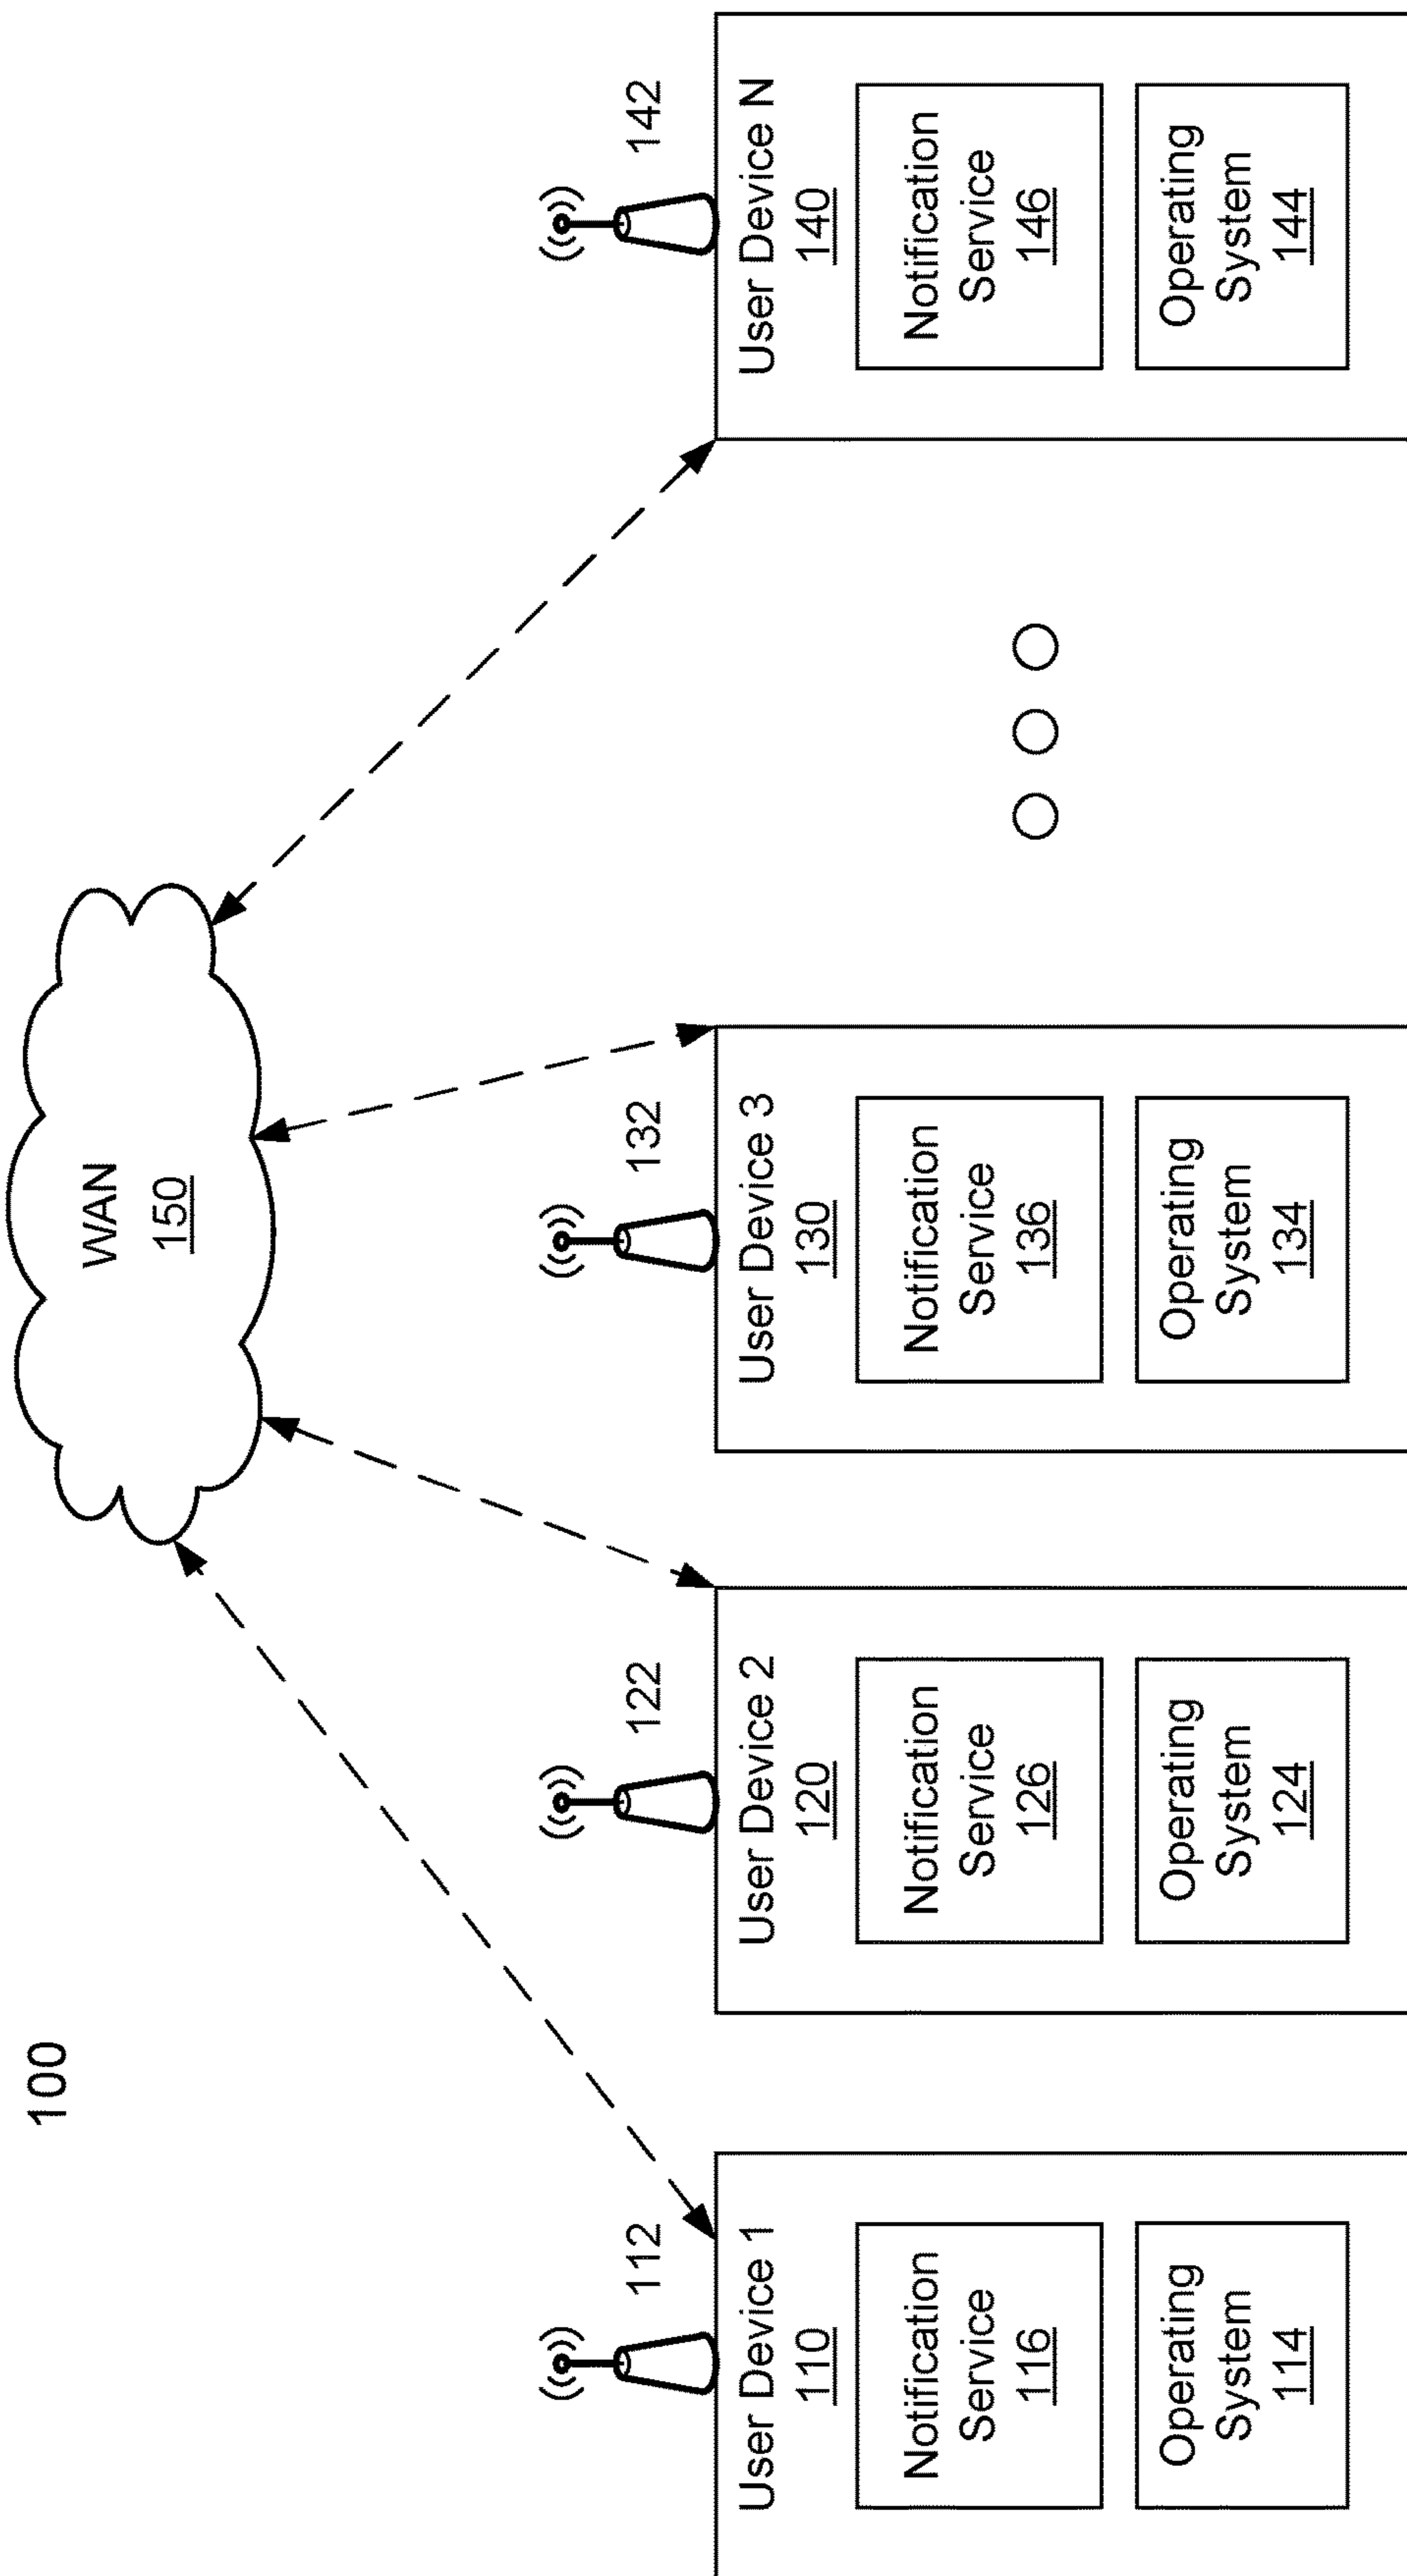 100
WAN
150
112
122
132
142
User Device 1
110
Notification
Service
116
Operating
System
114
User Device 2
120
Notification
Service
126
Operating
System
124
User Device 3
130
Notification
Service
136
Operating
System
134
User Device N
140
Notification
Service
146
Operating
System
144